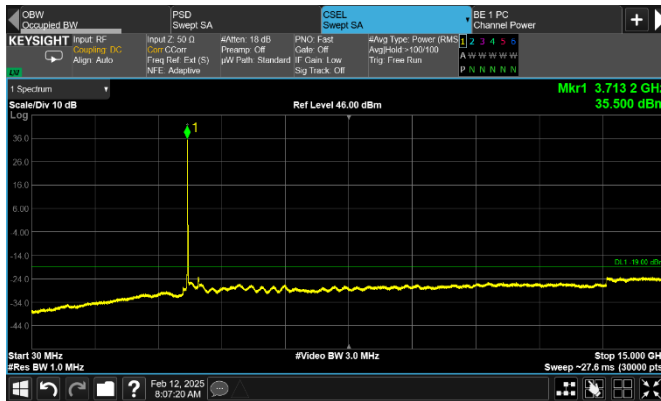 OBW
Occupied BW
PSD
Swept SA
CSEL
Swept SA
BE 1 PC
Channel Power
KEYSIGHT
Input: RF
Coupling: DC
Align: Auto
Input Z: 50 Ω
Corr CCorr
Freq Ref: Ext (S)
NFE: Adaptive
#Atten: 18 dB
Preamp: Off
µW Path: Standard
PNO: Fast
Gate: Off
IF Gain: Low
Sig Track: Off
#Avg Type: Power (RMS
Avg|Hold:>100/100
Trig: Free Run
1 2 3 4 5 6
A W W W W W
P N N N N N
1 Spectrum
Scale/Div 10 dB
Ref Level 46.00 dBm
Mkr1 3.713 2 GHz
35.500 dBm
Log
1
36.0
26.0
16.0
6.00
-4.00
-14.0
-24.0
-34.0
-44.0
DL1 -19.00 dBm
Start 30 MHz
#Res BW 1.0 MHz
#Video BW 3.0 MHz
Stop 15.000 GHz
Sweep ~27.6 ms (30000 pts)
Feb 12, 2025
8:07:20 AM